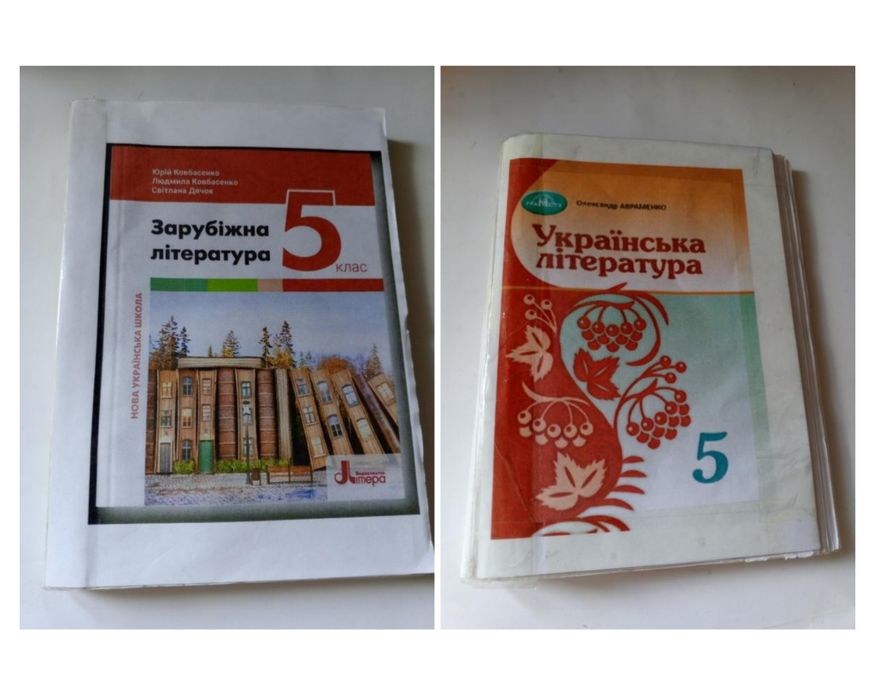 Юрій Ковбасенко
Людмила Ковбасенко
Світлана Дячок
Зарубіжна
література
5
клас
НОВА УКРАЇНСЬКА ШКОЛА
Видавництво
Літера
Олександр АВРАМЕНКО
Українська
література
5